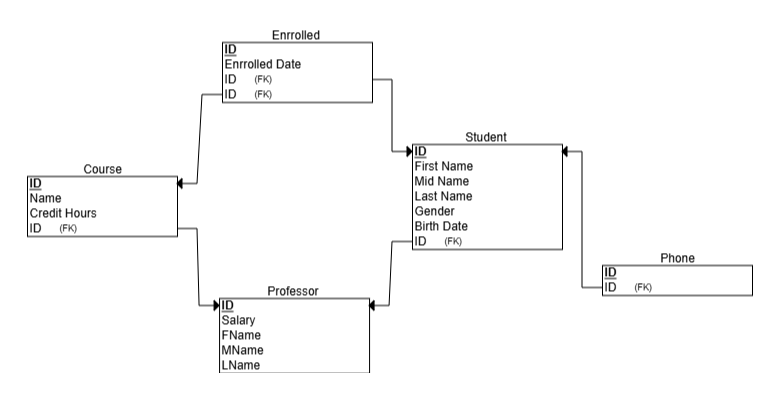 Enrrolled
ID
Enrrolled Date
ID (FK)
ID (FK)
Course
ID
Name
Credit Hours
ID (FK)
Student
ID
First Name
Mid Name
Last Name
Gender
Birth Date
ID (FK)
Phone
ID
ID (FK)
Professor
ID
Salary
FName
MName
LName